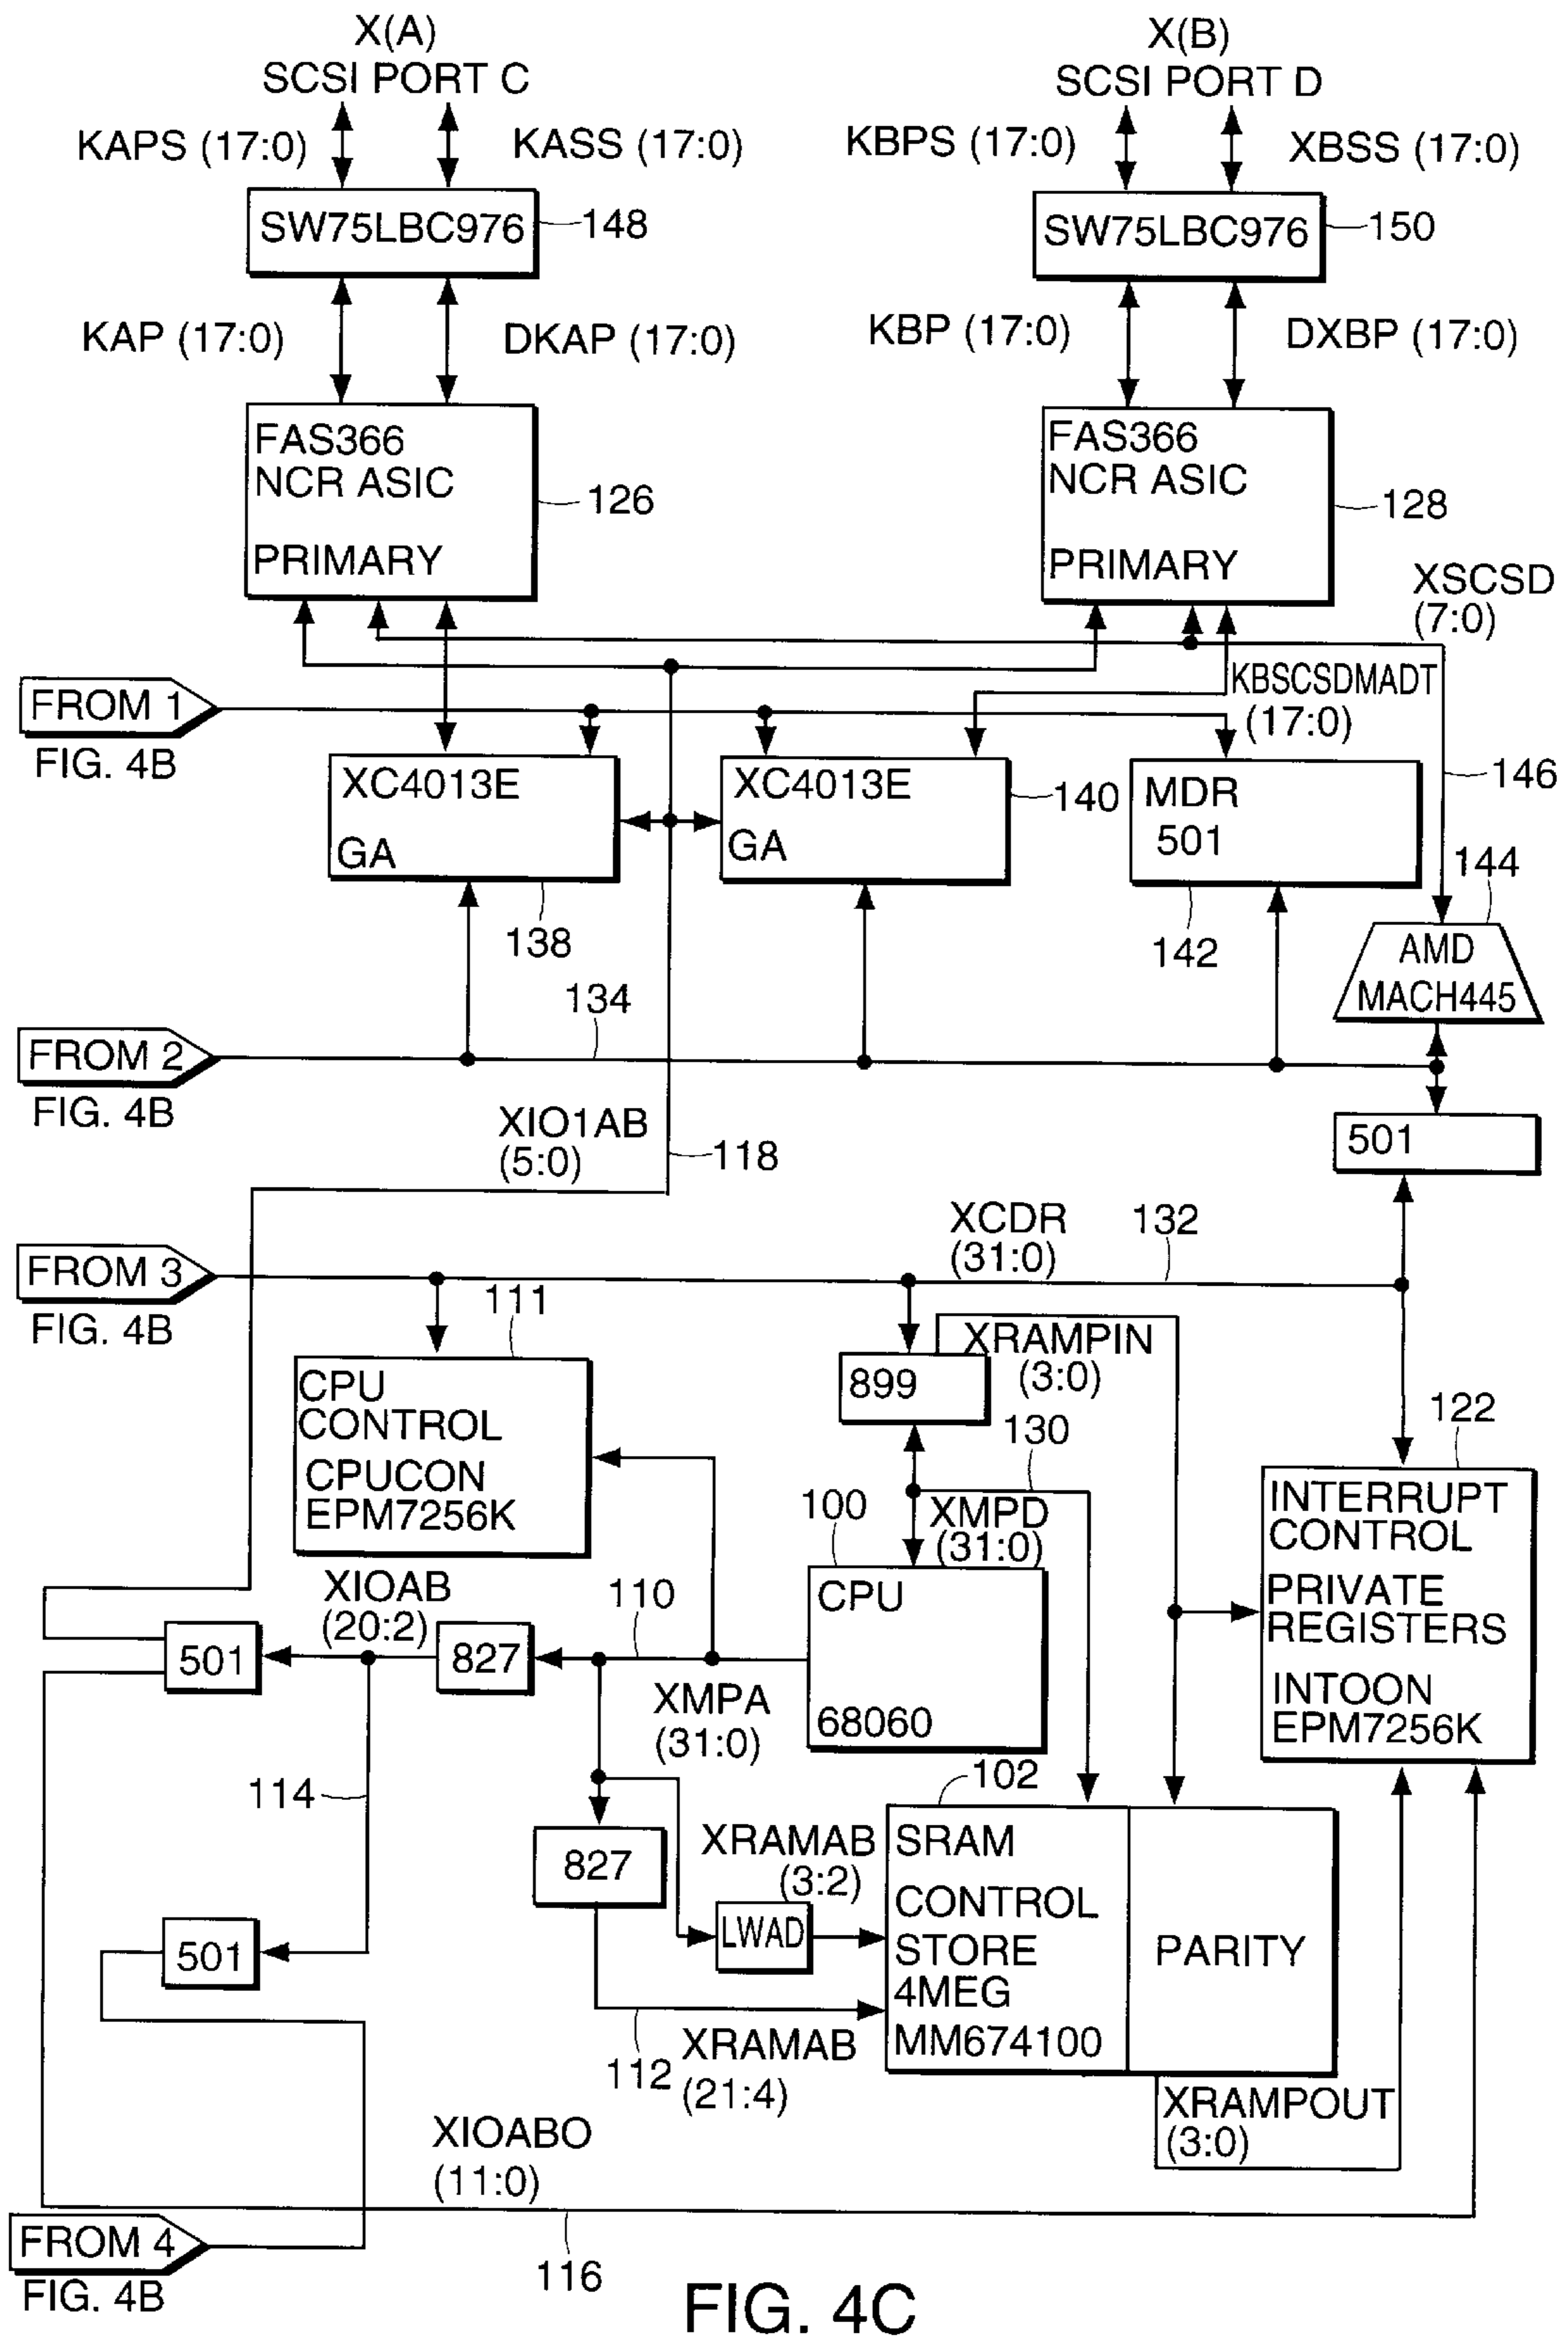 X(A)
SCSI PORT C
X(B)
SCSI PORT D
KAPS (17:0)
KASS (17:0)
KBPS (17:0)
XBSS (17:0)
SW75LBC976
148
SW75LBC976
150
KAP (17:0)
DKAP (17:0)
KBP (17:0)
DXBP (17:0)
FAS366
NCR ASIC
PRIMARY
126
FAS366
NCR ASIC
PRIMARY
128
XSCSD
(7:0)
FROM 1
FIG. 4B
KBSCSDMADT
(17:0)
XC4013E
GA
138
XC4013E
GA
140
MDR
501
142
146
144
AMD
MACH445
134
FROM 2
FIG. 4B
501
XIO1AB
(5:0)
118
XCDR
(31:0)
132
FROM 3
FIG. 4B
111
CPU
CONTROL
CPUCON
EPM7256K
899
XRAMPIN
(3:0)
130
122
100
XMPD
(31:0)
INTERRUPT
CONTROL
PRIVATE
REGISTERS
INTOON
EPM7256K
CPU
68060
XIOAB
(20:2)
110
501
827
XMPA
(31:0)
114
102
827
XRAMAB
(3:2)
LWAD
SRAM
CONTROL
STORE
4MEG
MM674100
PARITY
501
112
XRAMAB
(21:4)
XRAMPOUT
(3:0)
XIOABO
(11:0)
FROM 4
FIG. 4B
116
FIG. 4C